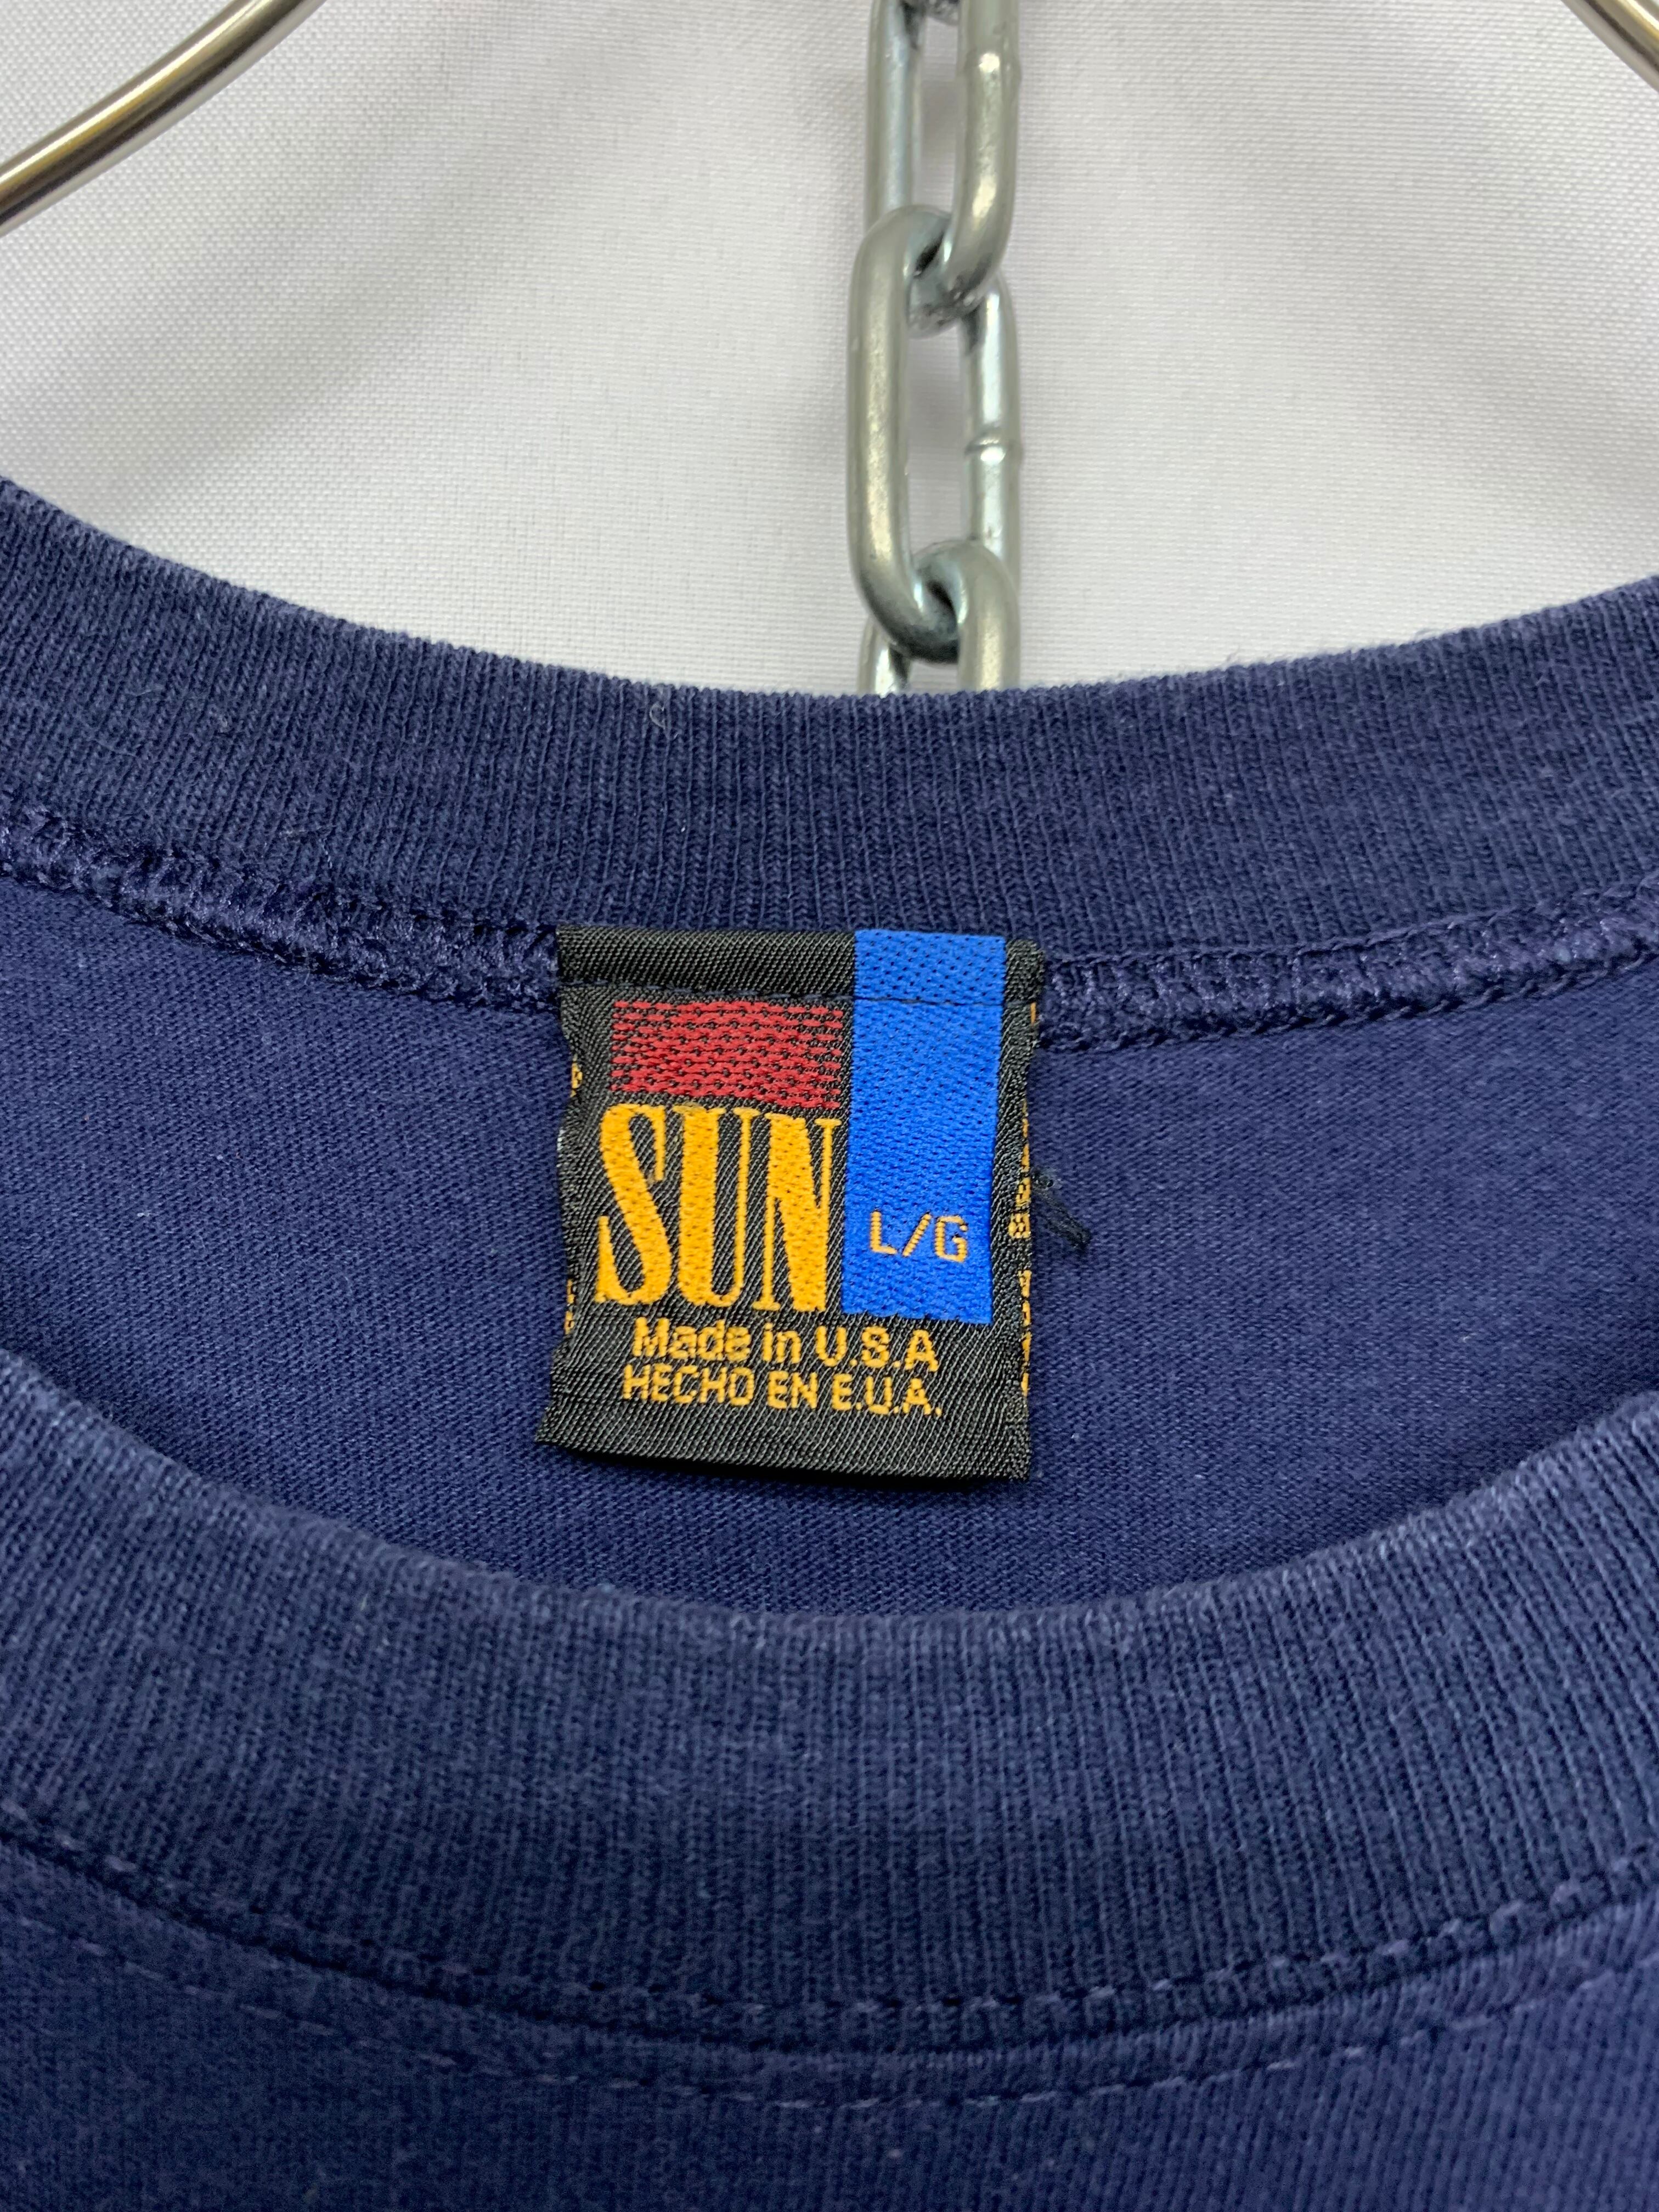 SUN
L/G
Made in U.S.A
HECHO EN E.U.A.